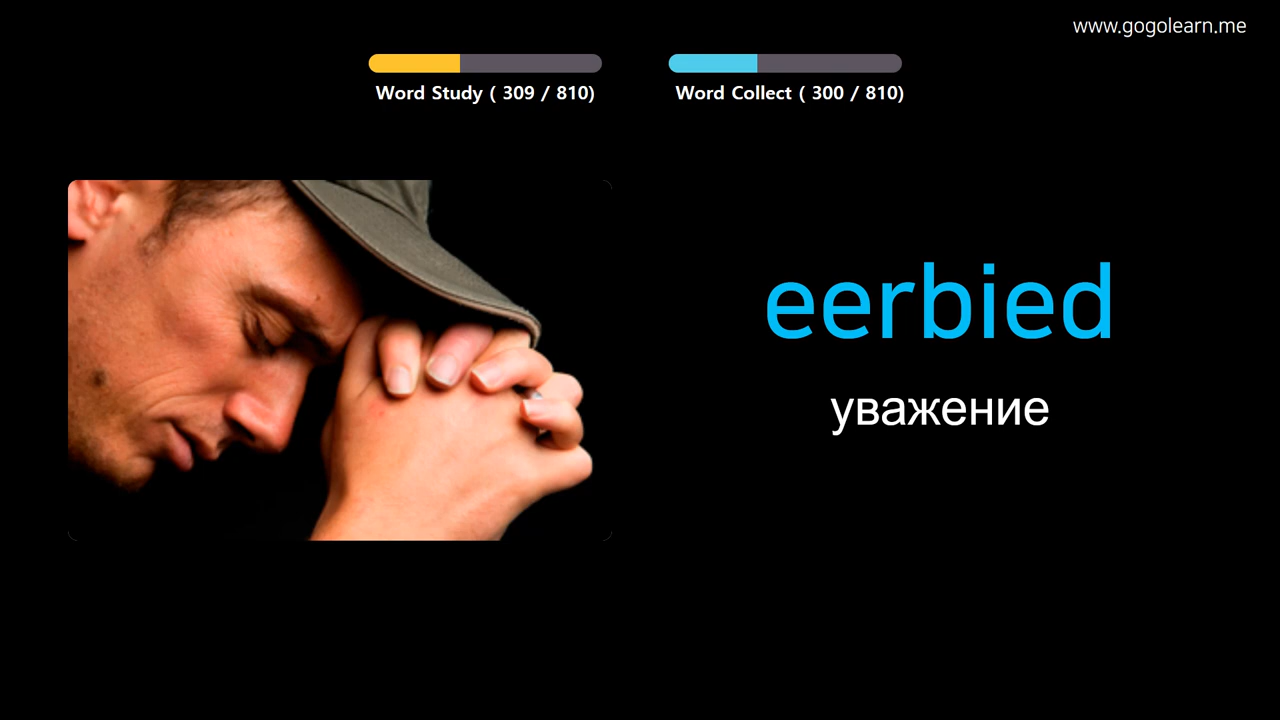 www.gogolearn.me
Word Study ( 309 / 810)
Word Collect ( 300 / 810)
eerbied
уважение